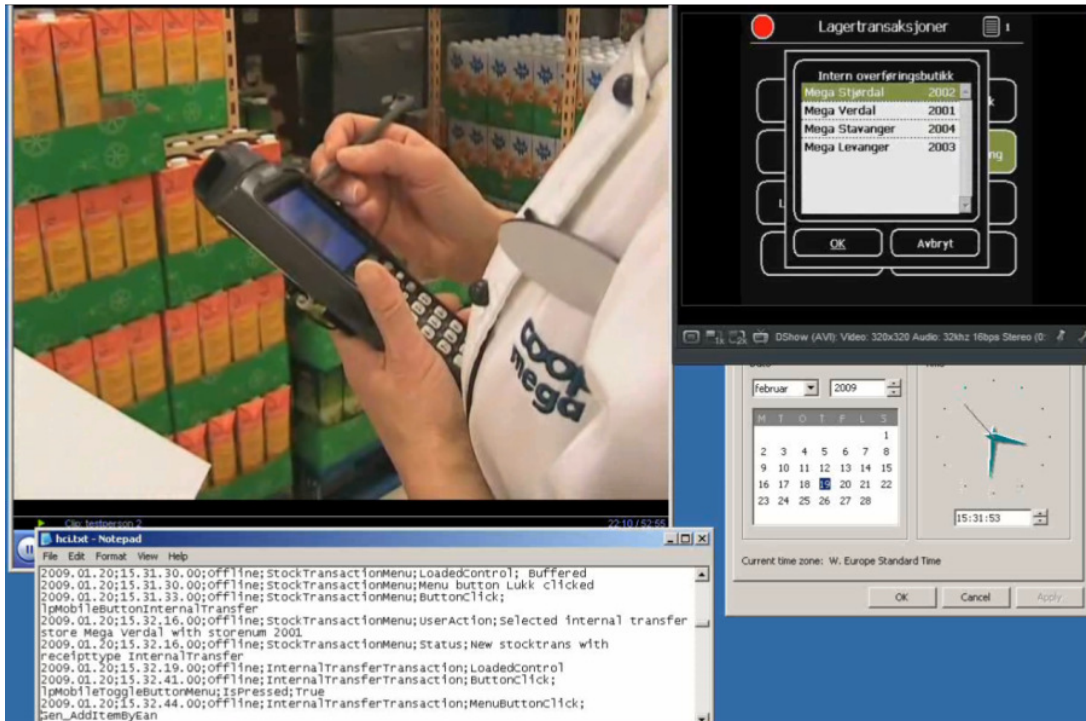 Lagertransaksjoner
1
Intern overføringsbutikk
Mega Stjørdal 2002
Mega Verdal 2001
Mega Stavanger 2004
Mega Levanger 2003
k
ng
L
OK Avbryt
1k 2k DShow (AVI): Video: 320x320 Audio: 32khz 16bps Stereo (0:
coop
mega
Date Time
februar 2009
M T O T F L S
1
2 3 4 5 6 7 8
9 10 11 12 13 14 15
16 17 18 19 20 21 22
23 24 25 26 27 28
15:31:53
Current time zone: W. Europe Standard Time
OK Cancel Apply
Clip: testperson 2 22:10 / 52:55
hci.txt - Notepad
File Edit Format View Help
2009.01.20;15.31.30.00;Offline;StockTransactionMenu;LoadedControl; Buffered
2009.01.20;15.31.30.00;Offline;StockTransactionMenu;Menu button Lukk clicked
2009.01.20;15.31.33.00;Offline;StockTransactionMenu;ButtonClick;
lpMobileButtonInternalTransfer
2009.01.20;15.32.16.00;Offline;StockTransactionMenu;UserAction;Selected internal transfer
store Mega Verdal with storenum 2001
2009.01.20;15.32.16.00;Offline;StockTransactionMenu;Status;New stocktrans with
receipttype InternalTransfer
2009.01.20;15.32.19.00;Offline;InternalTransferTransaction;LoadedControl
2009.01.20;15.32.41.00;Offline;InternalTransferTransaction;ButtonClick;
lpMobileToggleButtonMenu;IsPressed;True
2009.01.20;15.32.44.00;Offline;InternalTransferTransaction;MenuButtonClick;
Gen_AddItemByEan